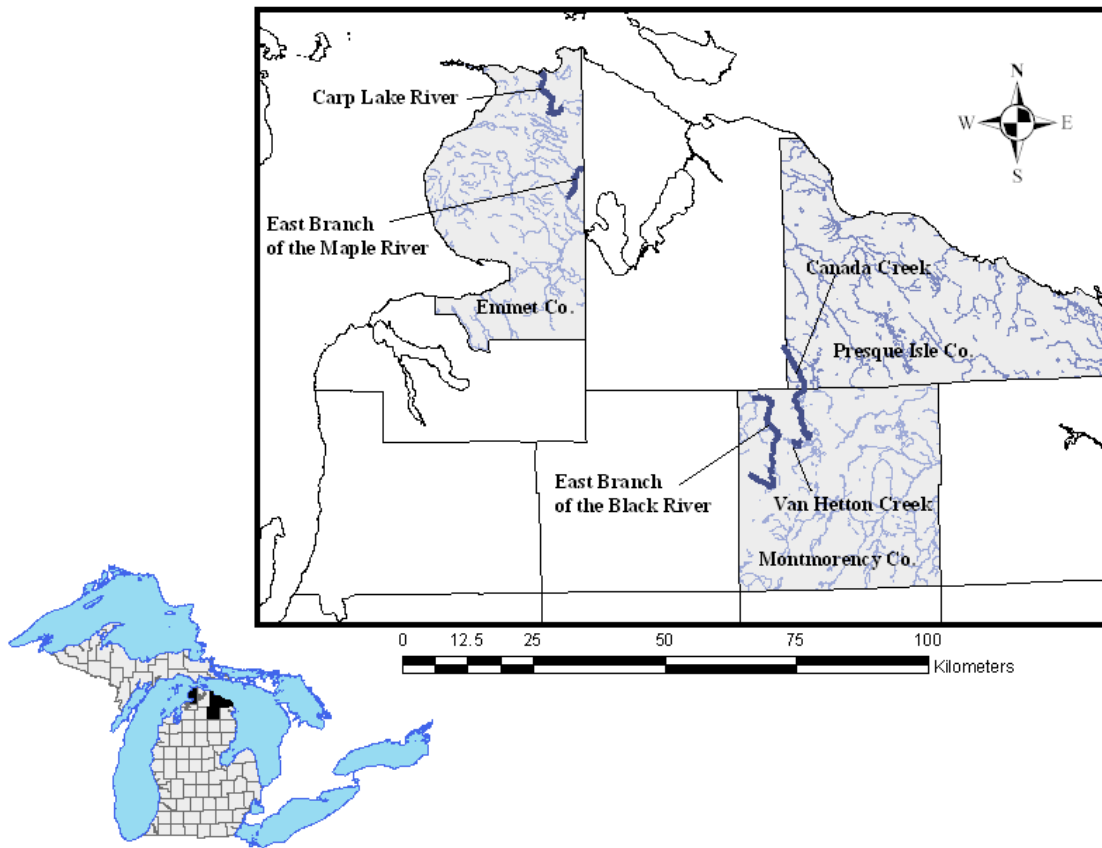 Carp Lake River
N
W
E
S
East Branch
of the Maple River
Canada Creek
Emmet Co.
Presque Isle Co.
East Branch
of the Black River
Van Hetton Creek
Montmorency Co.
0 12.5 25 50 75 100
Kilometers